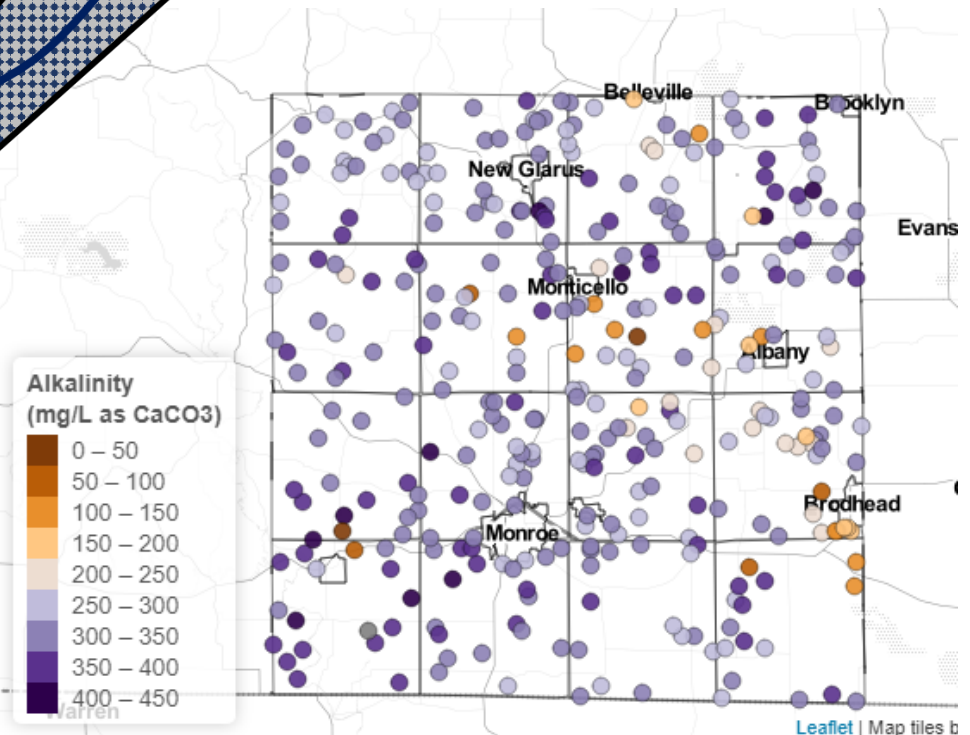 Belleville
Brooklyn
New Glarus
Evans
Monticello
Albany
Alkalinity
(mg/L as CaCO3)
0 – 50
50 – 100
100 – 150
150 – 200
200 – 250
250 – 300
300 – 350
350 – 400
400 – 450
Brodhead
Monroe
Warren
Leaflet | Map tiles b